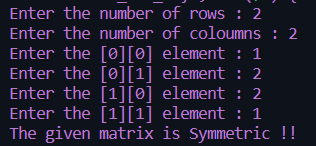 Enter the number of rows : 2
Enter the number of coloumns : 2
Enter the [0][0] element : 1
Enter the [0][1] element : 2
Enter the [1][0] element : 2
Enter the [1][1] element : 1
The given matrix is Symmetric !!